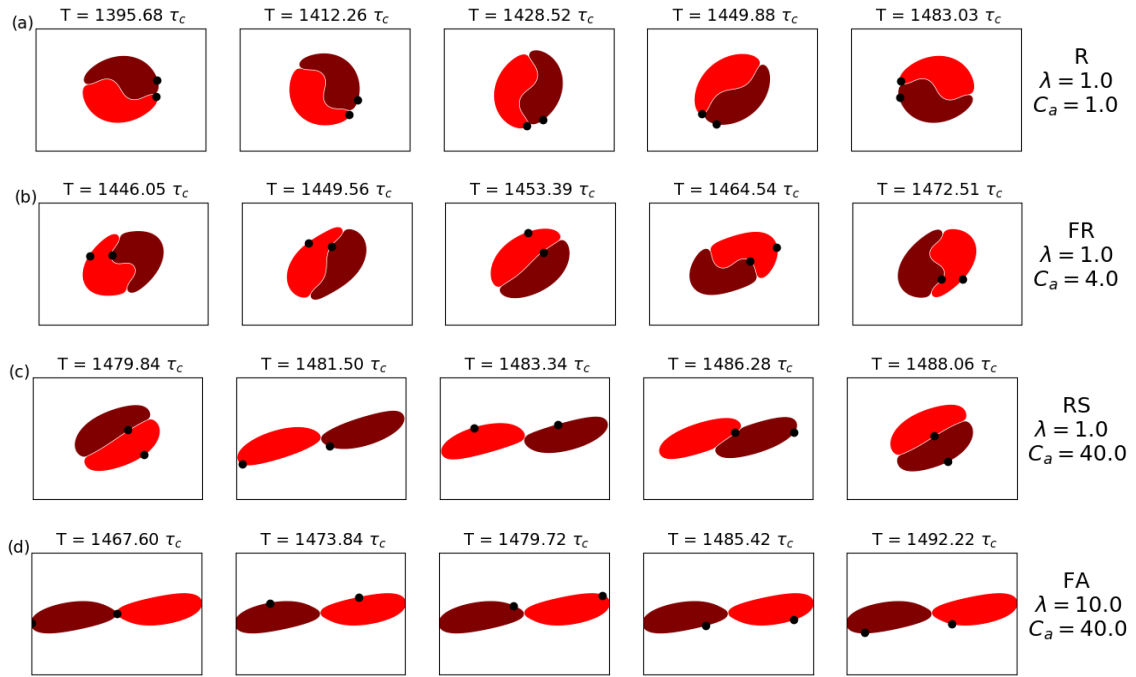 (a)
T = 1395.68 τc
T = 1412.26 τc
T = 1428.52 τc
T = 1449.88 τc
T = 1483.03 τc
R
λ = 1.0
Ca = 1.0
(b)
T = 1446.05 τc
T = 1449.56 τc
T = 1453.39 τc
T = 1464.54 τc
T = 1472.51 τc
FR
λ = 1.0
Ca = 4.0
(c)
T = 1479.84 τc
T = 1481.50 τc
T = 1483.34 τc
T = 1486.28 τc
T = 1488.06 τc
RS
λ = 1.0
Ca = 40.0
(d)
T = 1467.60 τc
T = 1473.84 τc
T = 1479.72 τc
T = 1485.42 τc
T = 1492.22 τc
FA
λ = 10.0
Ca = 40.0